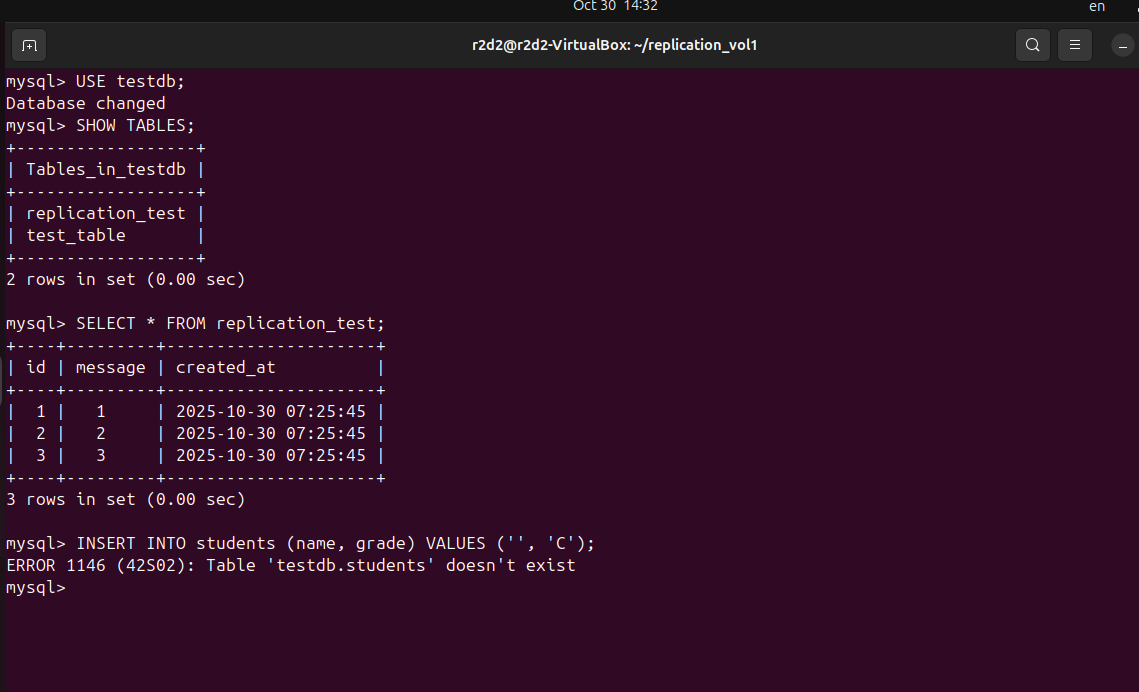 Oct 30 14:32
en
r2d2@r2d2-VirtualBox: ~/replication_vol1
mysql> USE testdb;
Database changed
mysql> SHOW TABLES;
+------------------+
| Tables_in_testdb |
+------------------+
| replication_test |
| test_table       |
+------------------+
2 rows in set (0.00 sec)
mysql> SELECT * FROM replication_test;
+----+---------+---------------------+
| id | message | created_at          |
+----+---------+---------------------+
|  1 |   1     | 2025-10-30 07:25:45 |
|  2 |   2     | 2025-10-30 07:25:45 |
|  3 |   3     | 2025-10-30 07:25:45 |
+----+---------+---------------------+
3 rows in set (0.00 sec)
mysql> INSERT INTO students (name, grade) VALUES ('', 'C');
ERROR 1146 (42S02): Table 'testdb.students' doesn't exist
mysql>